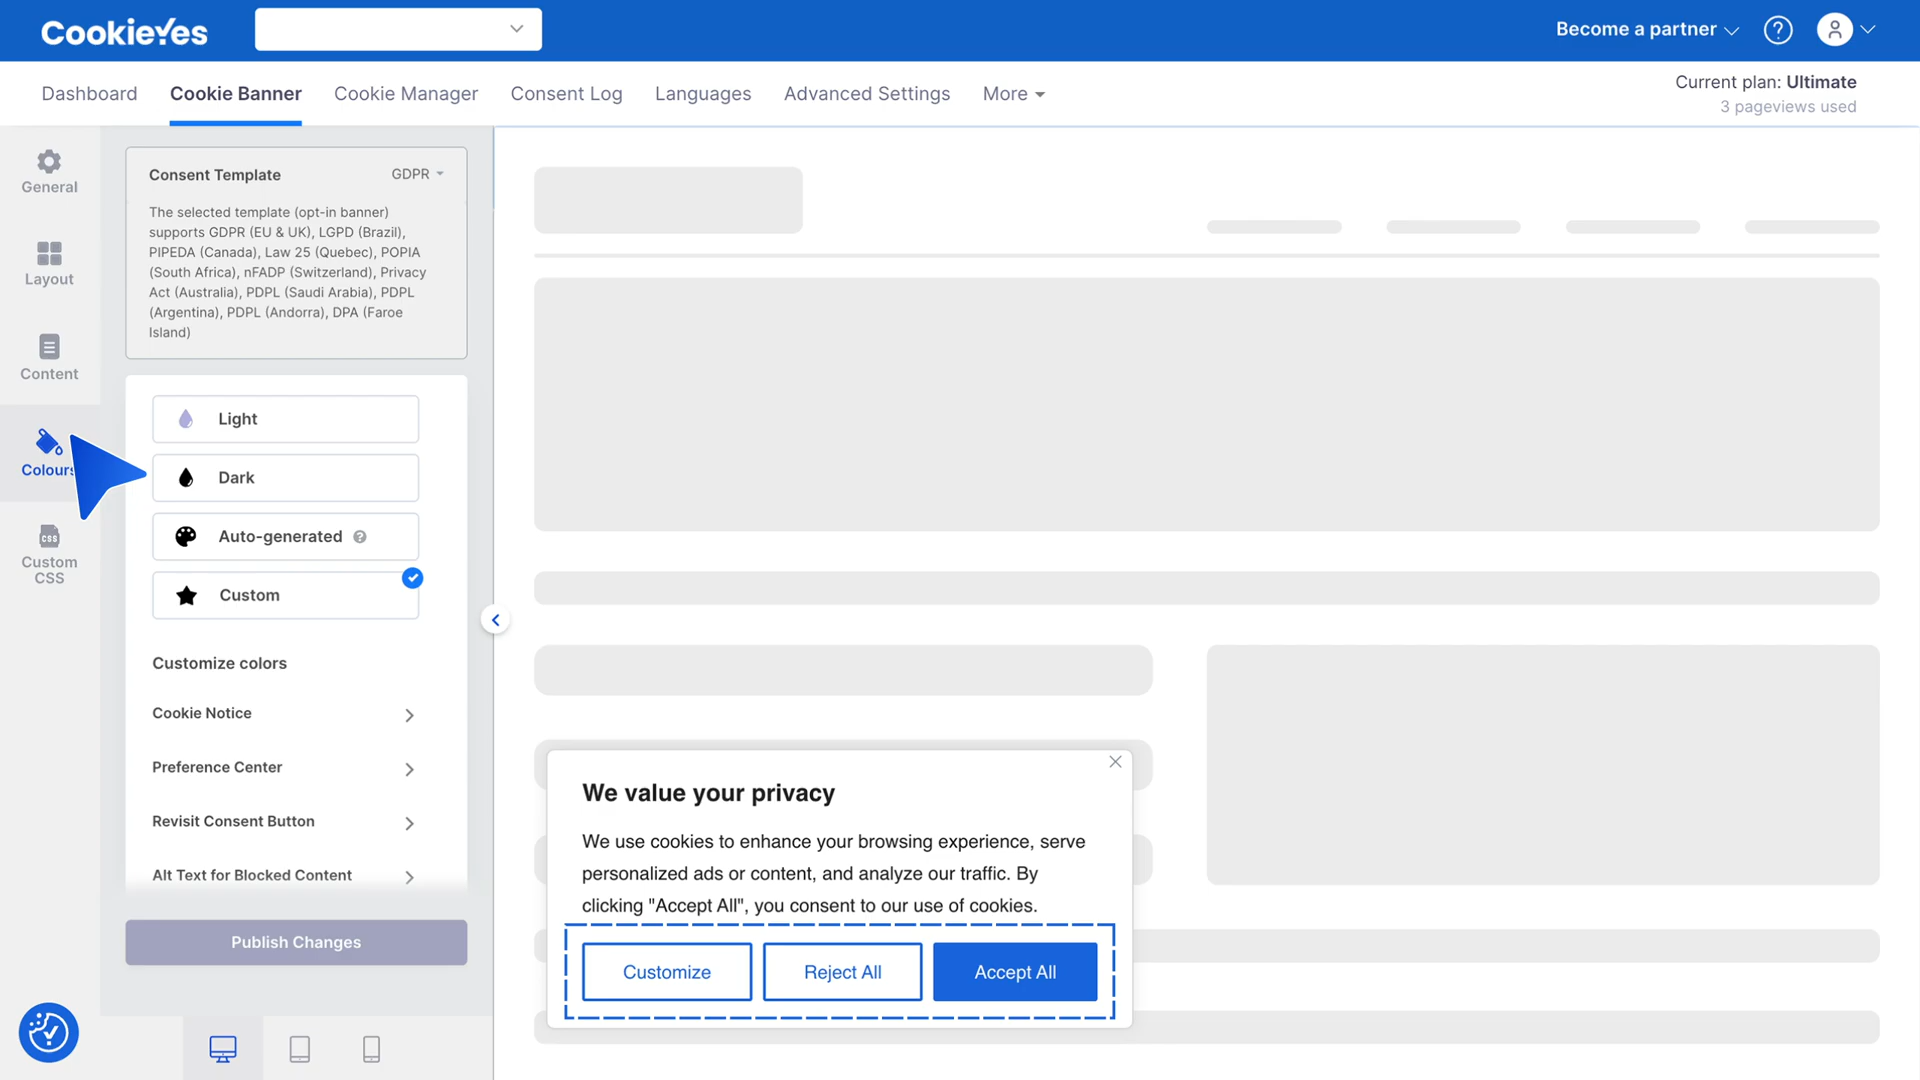 CookieYes
Become a partner
?
Dashboard
Cookie Banner
Cookie Manager
Consent Log
Languages
Advanced Settings
More
Current plan: Ultimate
3 pageviews used
General
Layout
Content
Colours
CSS
Custom
CSS
Consent Template
GDPR
The selected template (opt-in banner)
supports GDPR (EU & UK), LGPD (Brazil),
PIPEDA (Canada), Law 25 (Quebec), POPIA
(South Africa), nFADP (Switzerland), Privacy
Act (Australia), PDPL (Saudi Arabia), PDPL
(Argentina), PDPL (Andorra), DPA (Faroe
Island)
Light
Dark
Auto-generated ?
Custom
Customize colors
Cookie Notice
Preference Center
Revisit Consent Button
Alt Text for Blocked Content
Publish Changes
We value your privacy
We use cookies to enhance your browsing experience, serve
personalized ads or content, and analyze our traffic. By
clicking "Accept All", you consent to our use of cookies.
Customize
Reject All
Accept All